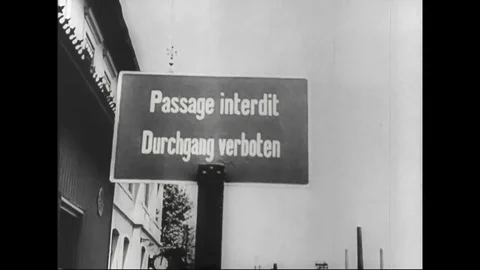 Passage interdit
Durchgang verboten